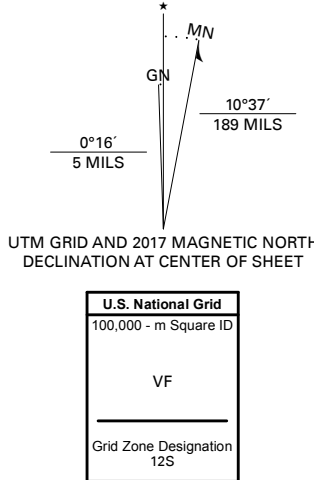 ★
MN
GN
0°16´
5 MILS
10°37´
189 MILS
UTM GRID AND 2017 MAGNETIC NORTH
DECLINATION AT CENTER OF SHEET
U.S. National Grid
100,000 - m Square ID
VF
Grid Zone Designation
12S